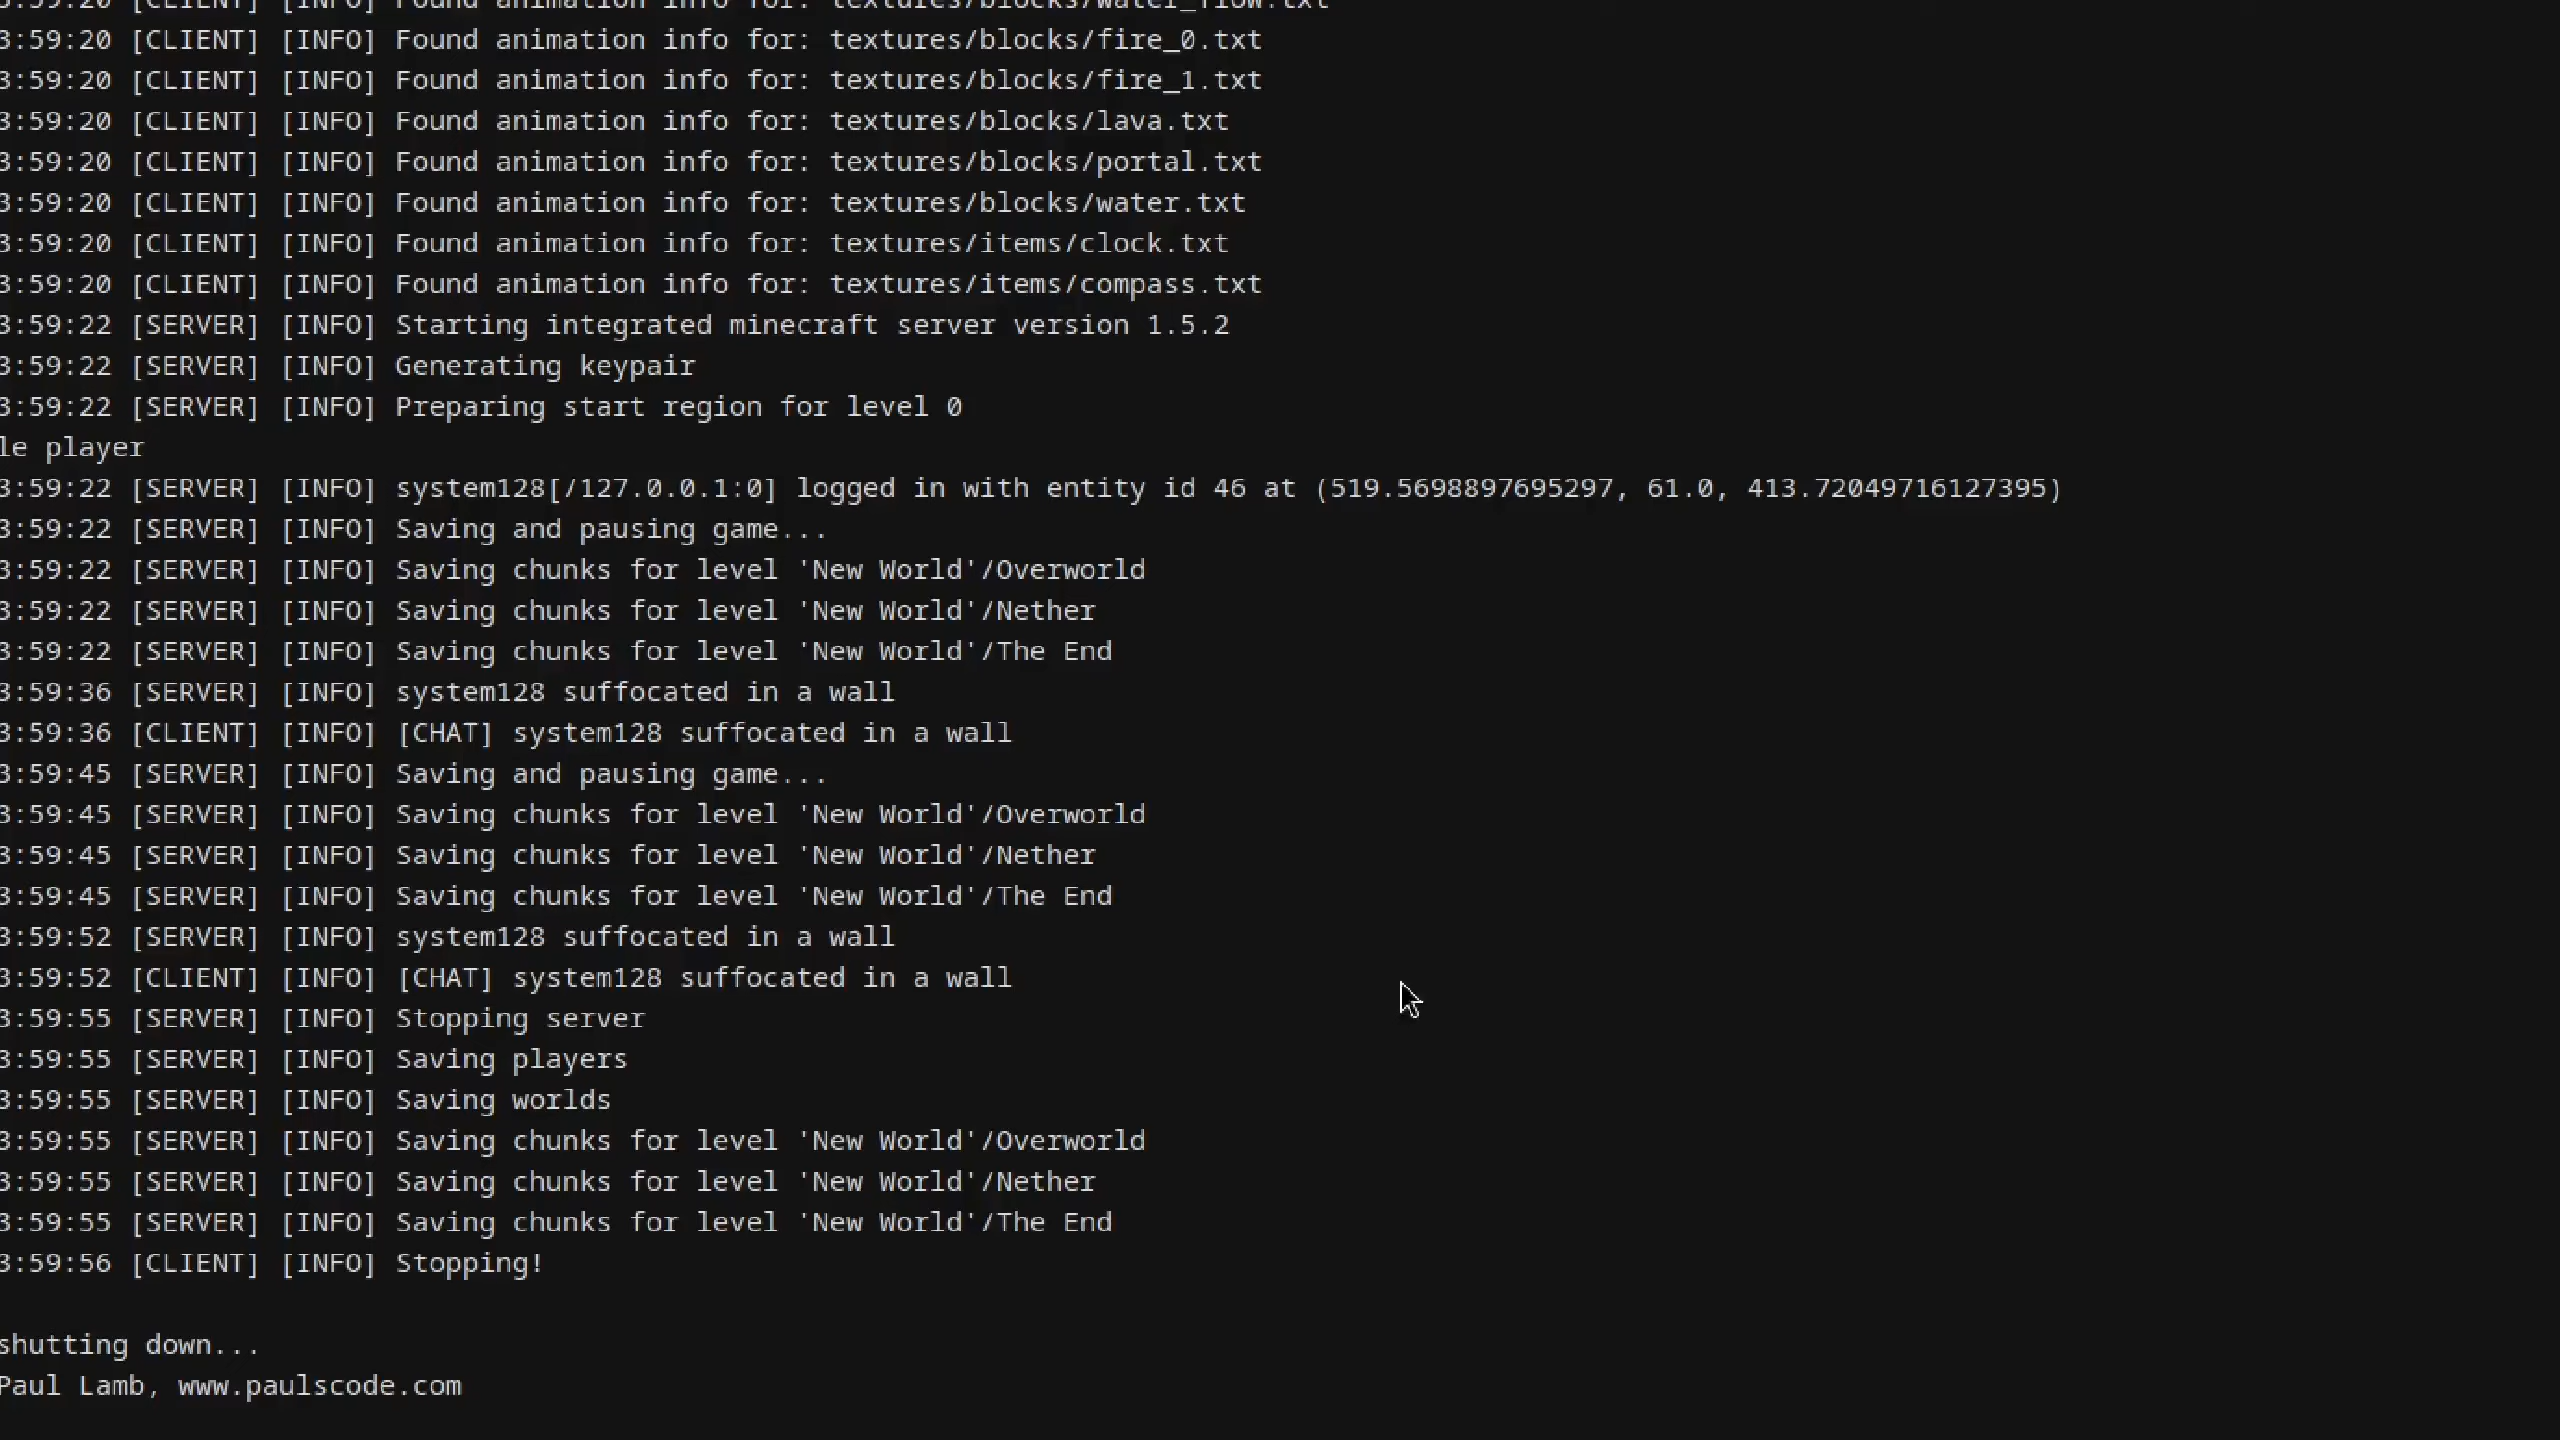 3:59:20 [CLIENT] [INFO] Found animation info for: textures/blocks/water_flow.txt
3:59:20 [CLIENT] [INFO] Found animation info for: textures/blocks/fire_0.txt
3:59:20 [CLIENT] [INFO] Found animation info for: textures/blocks/fire_1.txt
3:59:20 [CLIENT] [INFO] Found animation info for: textures/blocks/lava.txt
3:59:20 [CLIENT] [INFO] Found animation info for: textures/blocks/portal.txt
3:59:20 [CLIENT] [INFO] Found animation info for: textures/blocks/water.txt
3:59:20 [CLIENT] [INFO] Found animation info for: textures/items/clock.txt
3:59:20 [CLIENT] [INFO] Found animation info for: textures/items/compass.txt
3:59:22 [SERVER] [INFO] Starting integrated minecraft server version 1.5.2
3:59:22 [SERVER] [INFO] Generating keypair
3:59:22 [SERVER] [INFO] Preparing start region for level 0
le player
3:59:22 [SERVER] [INFO] system128[/127.0.0.1:0] logged in with entity id 46 at (519.5698897695297, 61.0, 413.72049716127395)
3:59:22 [SERVER] [INFO] Saving and pausing game...
3:59:22 [SERVER] [INFO] Saving chunks for level 'New World'/Overworld
3:59:22 [SERVER] [INFO] Saving chunks for level 'New World'/Nether
3:59:22 [SERVER] [INFO] Saving chunks for level 'New World'/The End
3:59:36 [SERVER] [INFO] system128 suffocated in a wall
3:59:36 [CLIENT] [INFO] [CHAT] system128 suffocated in a wall
3:59:45 [SERVER] [INFO] Saving and pausing game...
3:59:45 [SERVER] [INFO] Saving chunks for level 'New World'/Overworld
3:59:45 [SERVER] [INFO] Saving chunks for level 'New World'/Nether
3:59:45 [SERVER] [INFO] Saving chunks for level 'New World'/The End
3:59:52 [SERVER] [INFO] system128 suffocated in a wall
3:59:52 [CLIENT] [INFO] [CHAT] system128 suffocated in a wall
3:59:55 [SERVER] [INFO] Stopping server
3:59:55 [SERVER] [INFO] Saving players
3:59:55 [SERVER] [INFO] Saving worlds
3:59:55 [SERVER] [INFO] Saving chunks for level 'New World'/Overworld
3:59:55 [SERVER] [INFO] Saving chunks for level 'New World'/Nether
3:59:55 [SERVER] [INFO] Saving chunks for level 'New World'/The End
3:59:56 [CLIENT] [INFO] Stopping!
shutting down...
Paul Lamb, www.paulscode.com